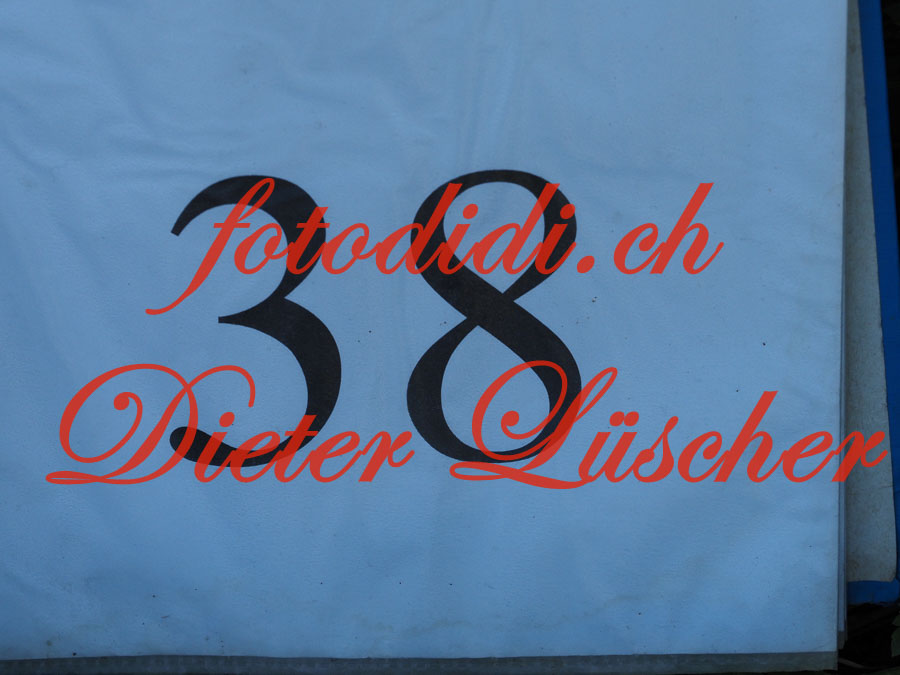 38
fotodidi.ch
Dieter Lüscher